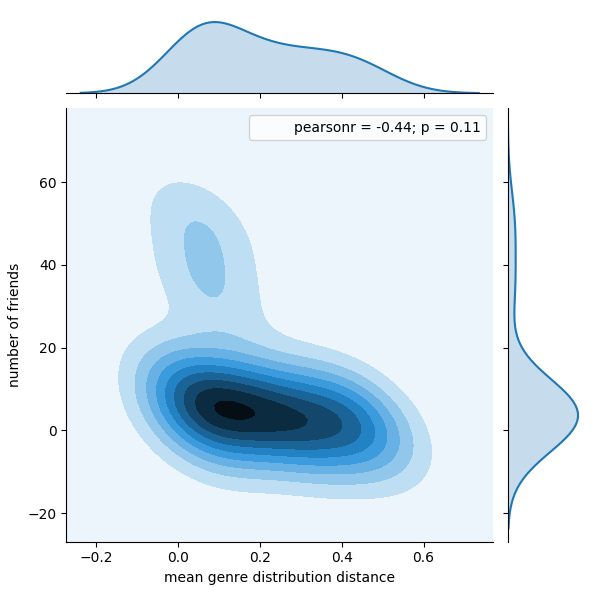 pearsonr = -0.44; p = 0.11
60
40
20
0
−20
number of friends
−0.2 0.0 0.2 0.4 0.6
mean genre distribution distance